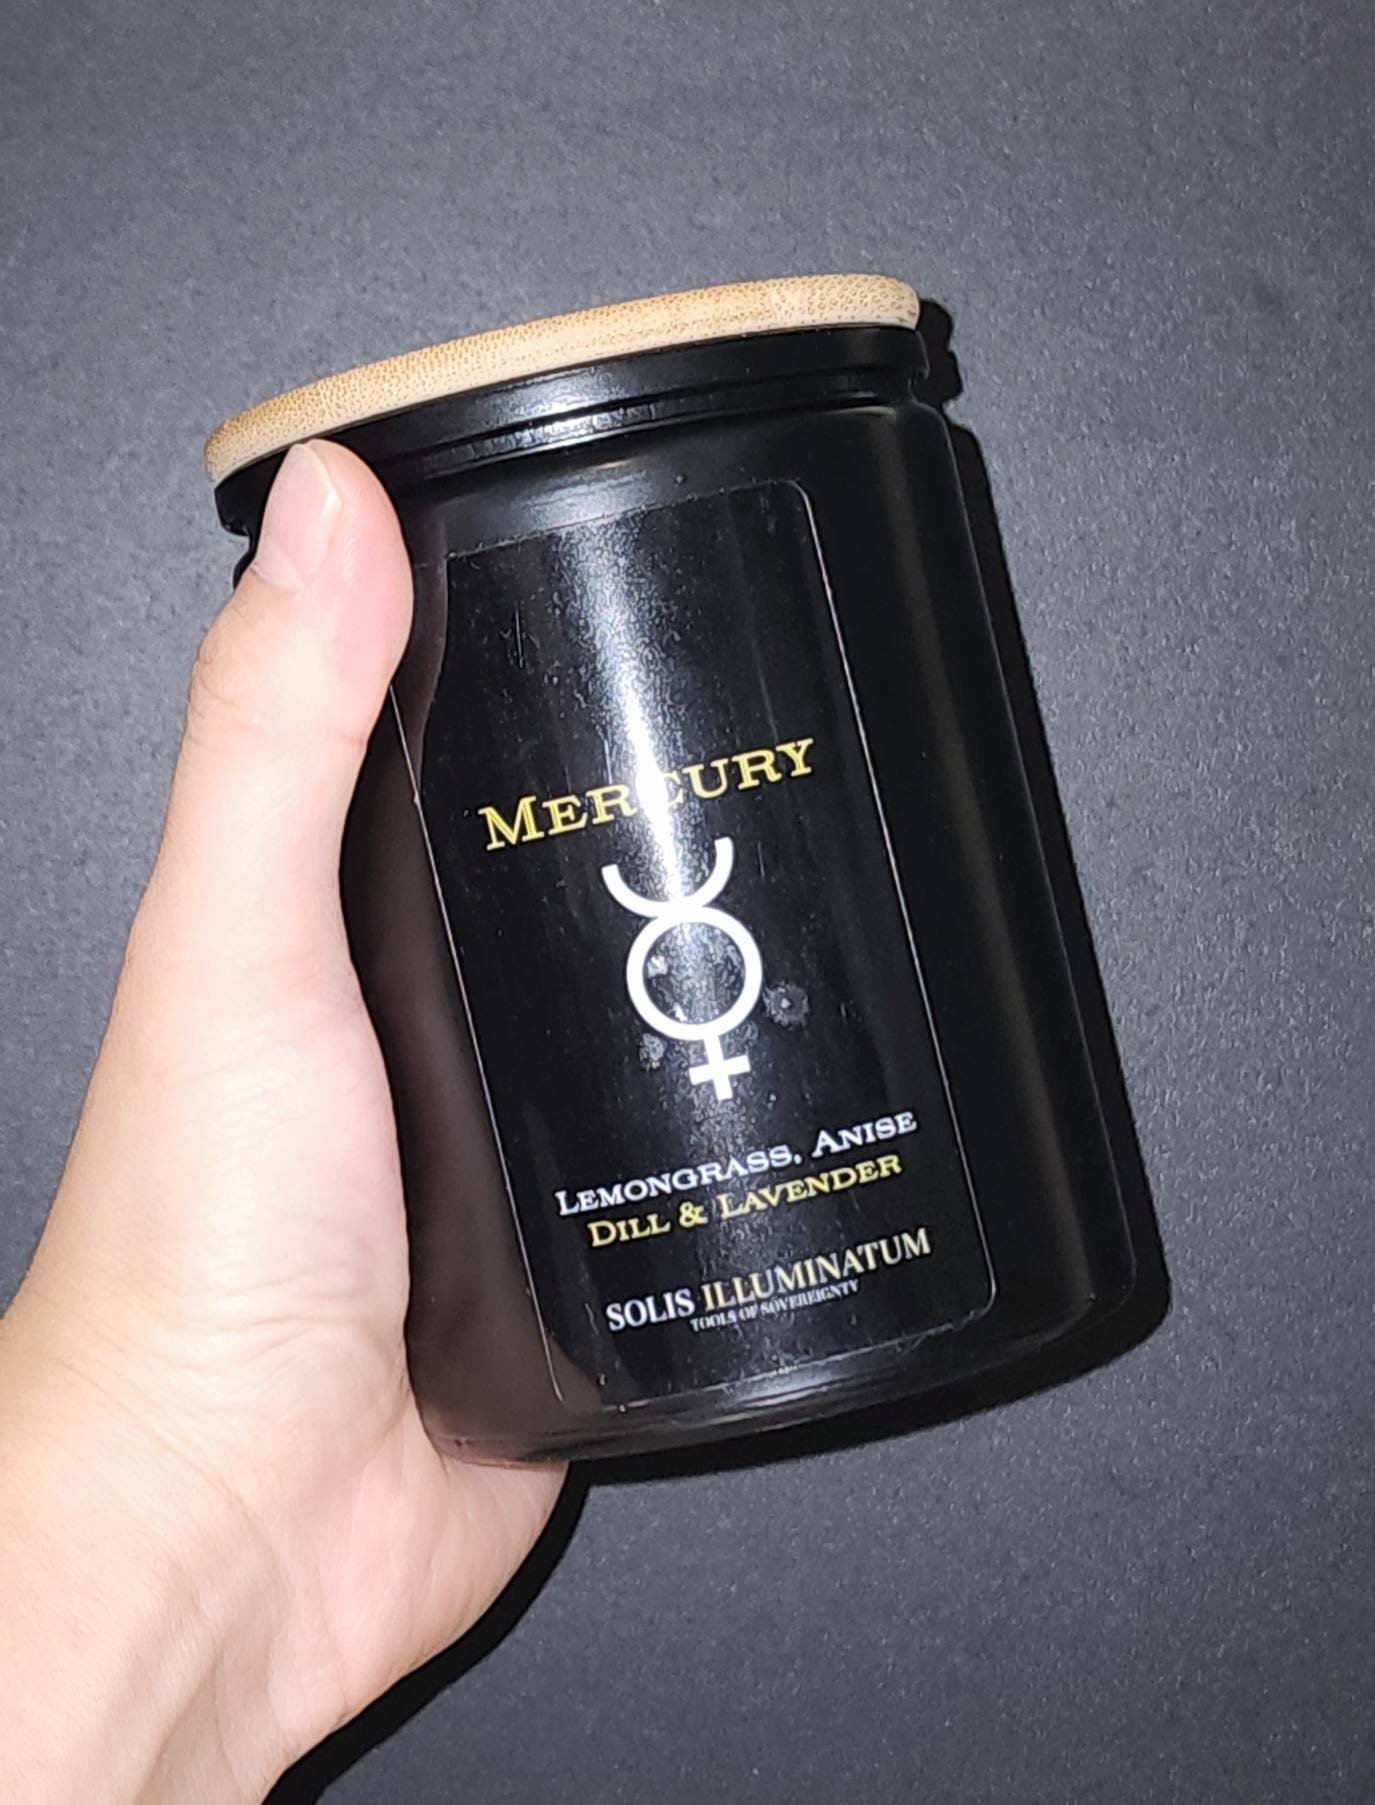 MERCURY
LEMONGRASS, ANISE
DILL & LAVENDER
SOLIS ILLUMINATUM
TOOLS OF SOVEREIGNTY